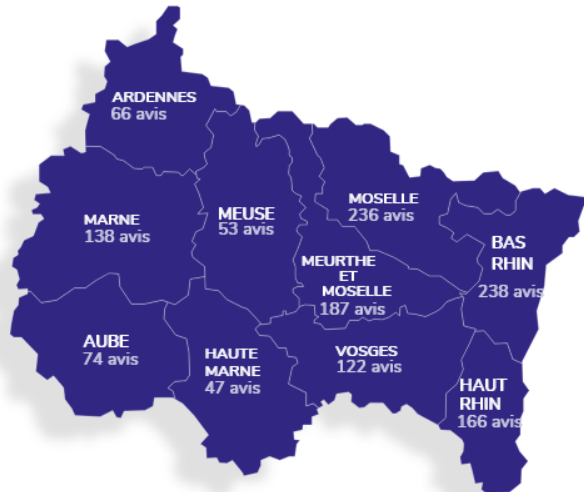 ARDENNES
66 avis
MARNE
138 avis
MEUSE
53 avis
MOSELLE
236 avis
BAS
RHIN
238 avis
MEURTHE
ET
MOSELLE
187 avis
AUBE
74 avis
HAUTE
MARNE
47 avis
VOSGES
122 avis
HAUT
RHIN
166 avis